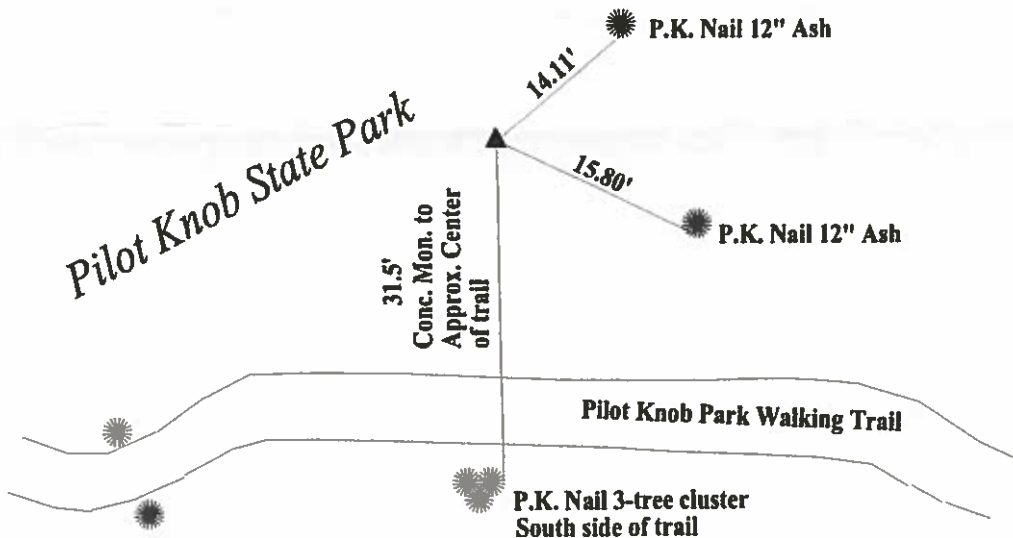 P.K. Nail 12" Ash
14.11'
Pilot Knob State Park
15.80'
P.K. Nail 12" Ash
31.5'
Conc. Mon. to
Approx. Center
of trail
Pilot Knob Park Walking Trail
P.K. Nail 3-tree cluster
South side of trail